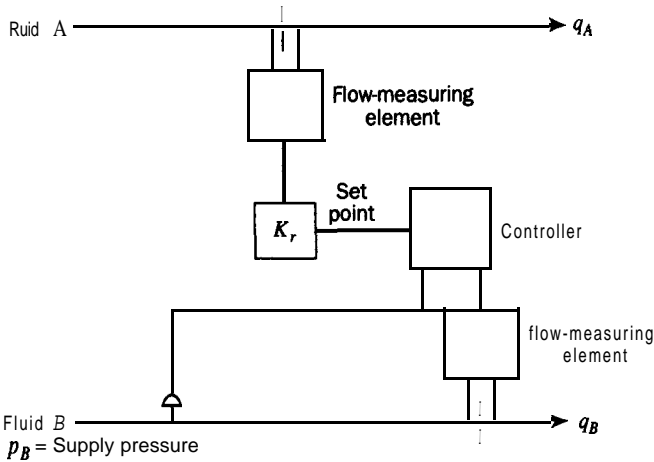 Ruid A
q_A
Flow-measuring
element
Set
point
K_r
Controller
flow-measuring
element
Fluid B
q_B
p_B = Supply pressure